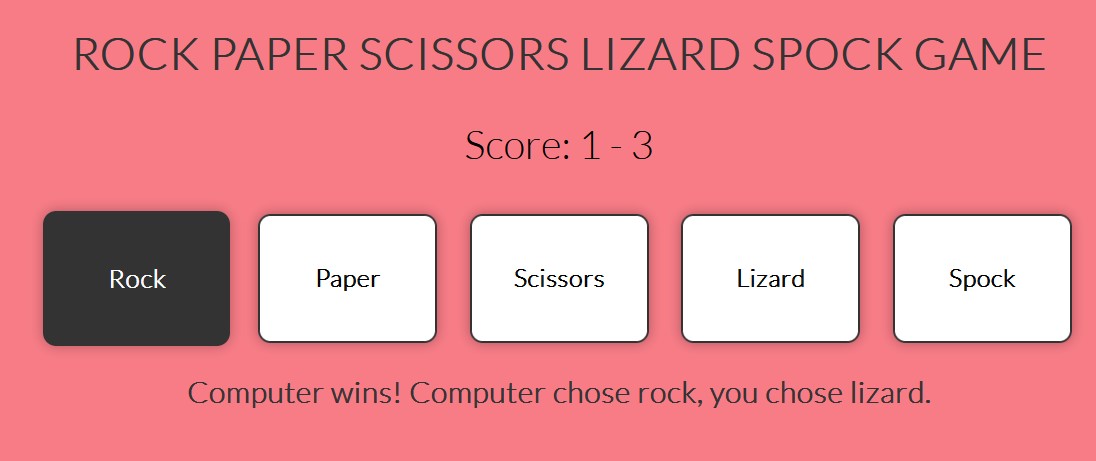 ROCK PAPER SCISSORS LIZARD SPOCK GAME
Score: 1 - 3
Rock Paper Scissors Lizard Spock
Computer wins! Computer chose rock, you chose lizard.